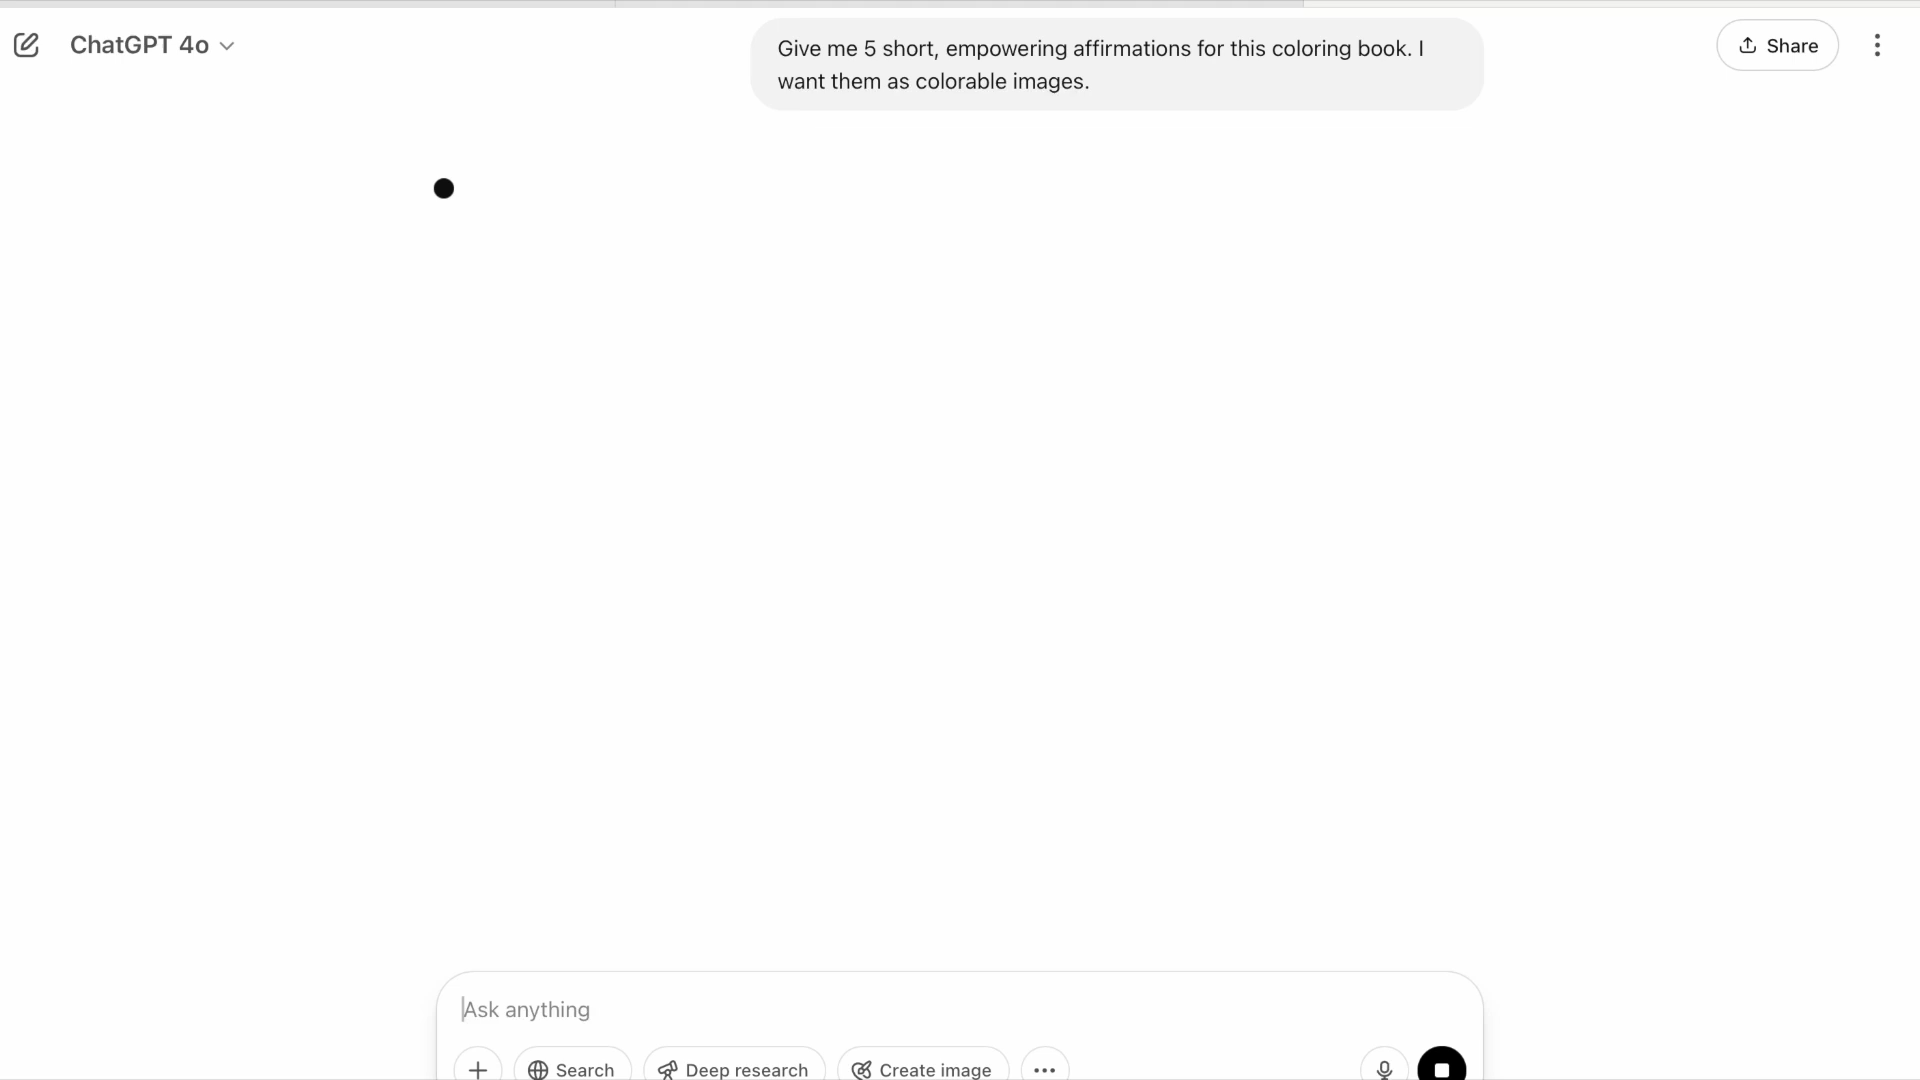 ChatGPT 4o
Give me 5 short, empowering affirmations for this coloring book. I
want them as colorable images.
Share
Ask anything
Search
Deep research
Create image